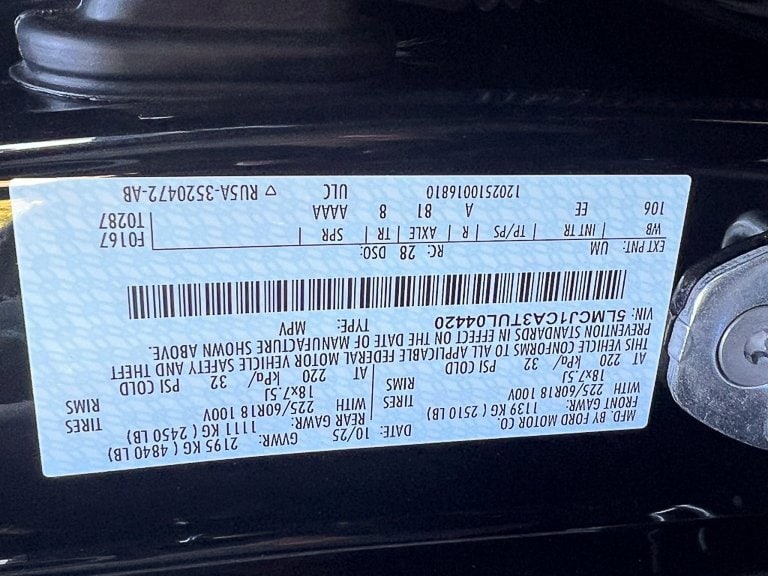 MFD. BY FORD MOTOR CO.
DATE: 10/25 GVWR: 2195 KG ( 4840 LB)
FRONT GAWR: 1139 KG ( 2510 LB) REAR GAWR: 1111 KG ( 2450 LB)
WITH 225/60R18 100V TIRES WITH 225/60R18 100V TIRES
18x7.5J RIMS 18x7.5J RIMS
AT 220 kPa/ 32 PSI COLD AT 220 kPa/ 32 PSI COLD
THIS VEHICLE CONFORMS TO ALL APPLICABLE FEDERAL MOTOR VEHICLE SAFETY AND THEFT
PREVENTION STANDARDS IN EFFECT ON THE DATE OF MANUFACTURE SHOWN ABOVE.
VIN: 5LMCJ1CA3TUL04420 TYPE: MPV
EXT PNT: UM RC: 28 DSO: F0167
WB INT TR TP/PS R AXLE TR SPR T0287
106 EE A 81 8 AAAA
1202510016810 ULC ▽ RU5A-3520472-AB